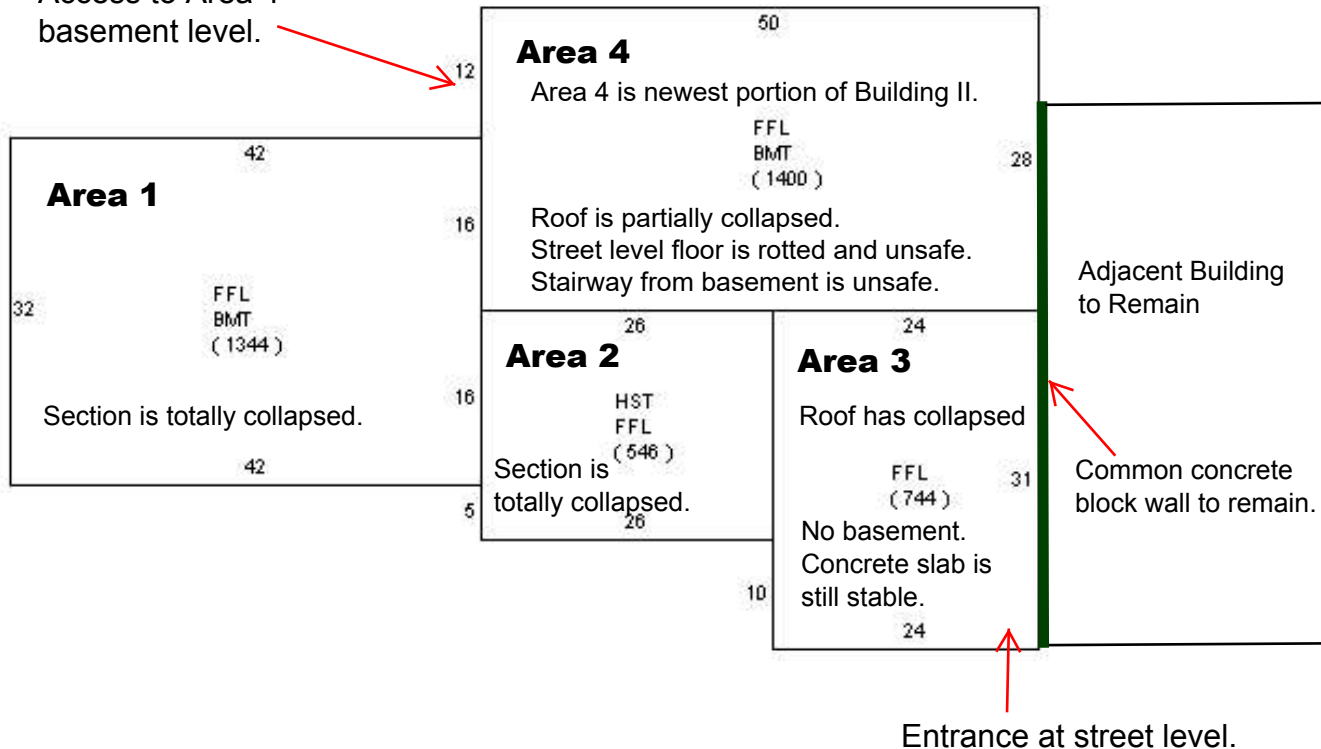 basement level.
50
Area 4
12
Area 4 is newest portion of Building II.
FFL
BMT
( 1400 )
28
42
Area 1
16
Roof is partially collapsed.
Street level floor is rotted and unsafe.
Stairway from basement is unsafe.
Adjacent Building
to Remain
32
FFL
BMT
( 1344 )
26
24
Area 2
Area 3
16
HST
FFL
( 546 )
Roof has collapsed
Section is totally collapsed.
Section is
totally collapsed.
26
FFL
( 744 )
31
Common concrete
block wall to remain.
42
5
No basement.
Concrete slab is
still stable.
10
24
Entrance at street level.